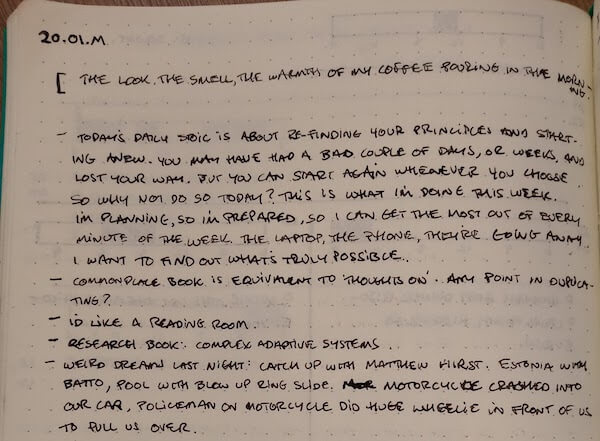 20.01.M
[ THE LOOK, THE SMELL, THE WARMTH OF MY COFFEE POURING IN THE MORN-
ING.
- TODAY'S DAILY STOIC IS ABOUT RE-FINDING YOUR PRINCIPLES AND START-
ING ANEW. YOU MAY HAVE HAD A BAD COUPLE OF DAYS, OR WEEKS, AND
LOST YOUR WAY. BUT YOU CAN START AGAIN WHENEVER YOU CHOOSE.
SO WHY NOT DO SO TODAY? THIS IS WHAT I'M DOING THIS WEEK.
I'M PLANNING, SO I'M PREPARED, SO I CAN GET THE MOST OUT OF EVERY
MINUTE OF THE WEEK. THE LAPTOP, THE PHONE, THEY'RE GOING AWAY.
I WANT TO FIND OUT WHAT'S TRULY POSSIBLE..
- COMMONPLACE BOOK IS EQUIVALENT TO 'THOUGHTS ON'. ANY POINT IN DUPLICA-
TING?
- I'D LIKE A READING ROOM.
- RESEARCH BOOK: COMPLEX ADAPTIVE SYSTEMS.
- WEIRD DREAM LAST NIGHT: CATCH UP WITH MATTHEW HIRST. ESTONIA WITH
BATTO, POOL WITH BLOW UP RING SLIDE. MOTORCYCLE CRASHED INTO
OUR CAR, POLICEMAN ON MOTORCYCLE DID HUGE WHEELIE IN FRONT OF US
TO PULL US OVER.